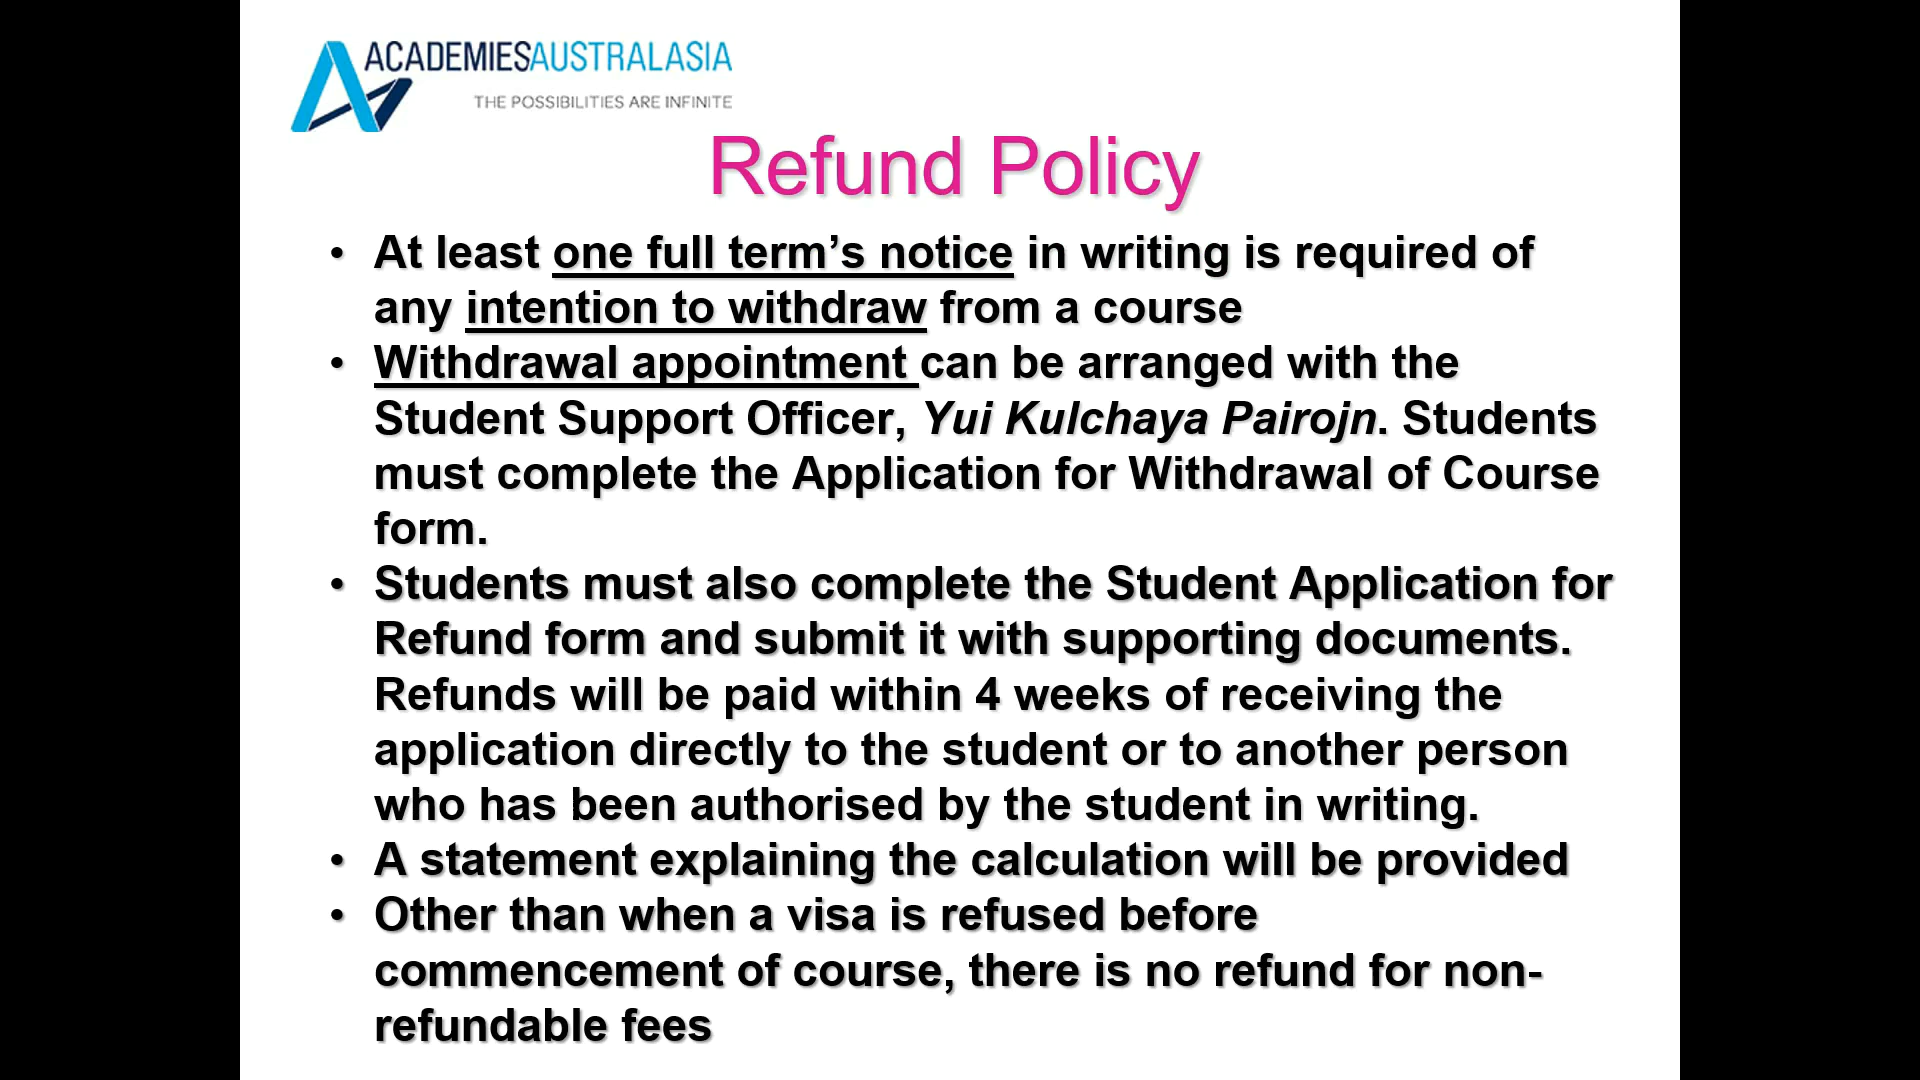 ACADEMIESAUSTRALASIA
THE POSSIBILITIES ARE INFINITE
Refund Policy
• At least one full term’s notice in writing is required of
any intention to withdraw from a course
• Withdrawal appointment can be arranged with the
Student Support Officer, Yui Kulchaya Pairojn. Students
must complete the Application for Withdrawal of Course
form.
• Students must also complete the Student Application for
Refund form and submit it with supporting documents.
Refunds will be paid within 4 weeks of receiving the
application directly to the student or to another person
who has been authorised by the student in writing.
• A statement explaining the calculation will be provided
• Other than when a visa is refused before
commencement of course, there is no refund for non-
refundable fees